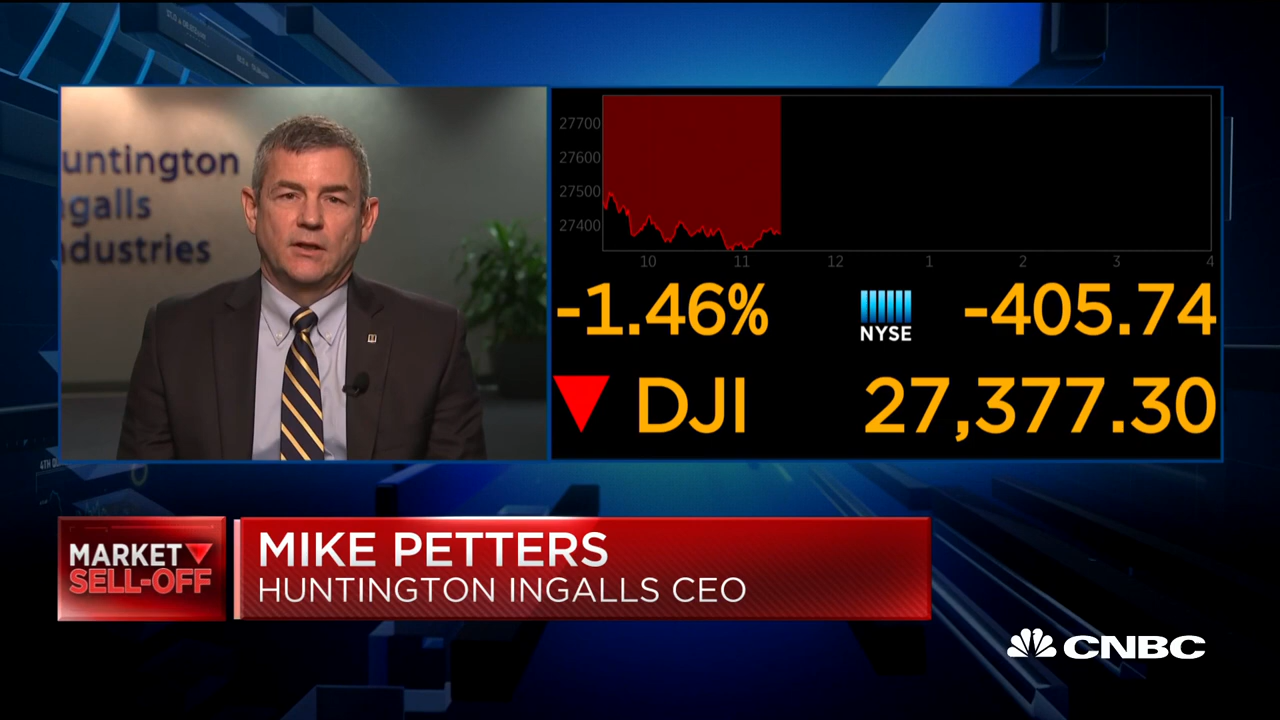 untington
galls
ndustries
27700
27600
27500
27400
10 11 12 1 2 3 4
-1.46%
NYSE
-405.74
DJI
27,377.30
MARKET
SELL-OFF
MIKE PETTERS
HUNTINGTON INGALLS CEO
CNBC